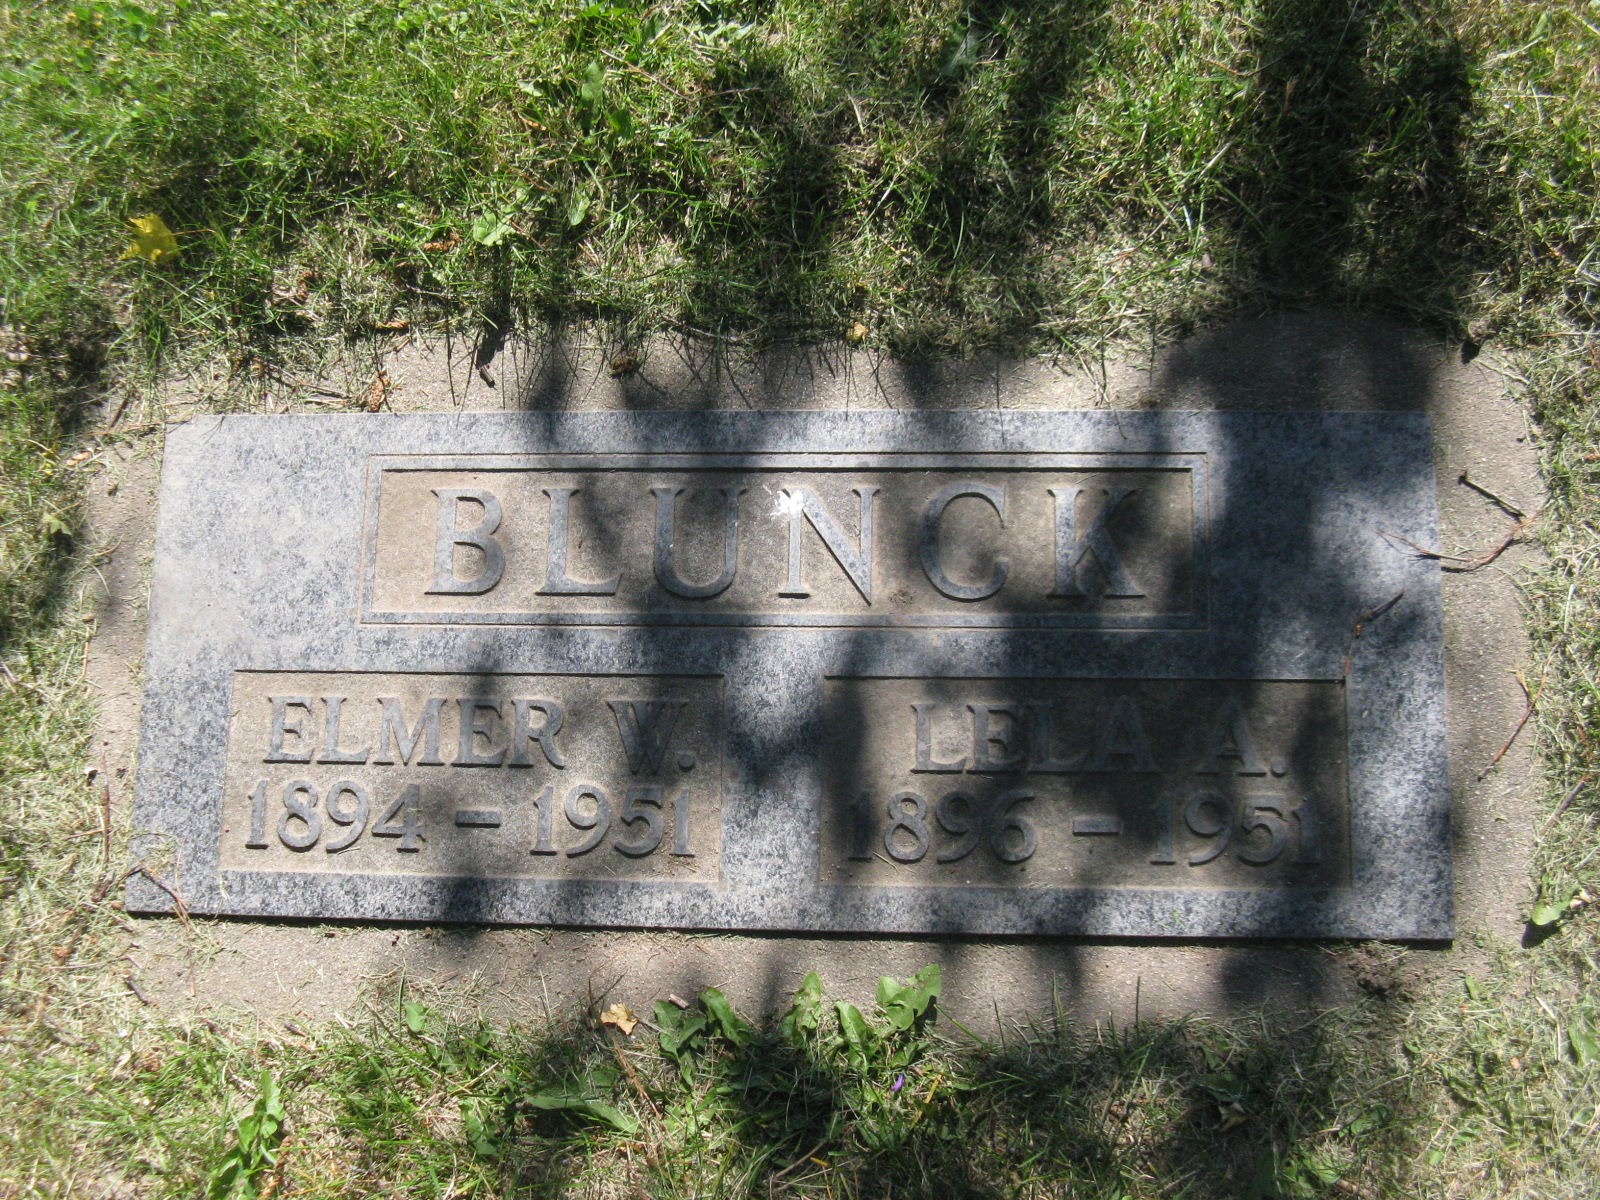 BLUNCK
ELMER W.
1894 – 1951
LELA A.
1896 – 1951